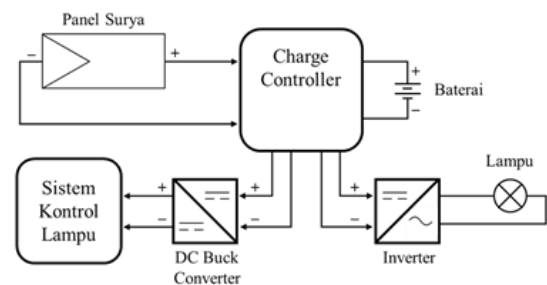 Panel Surya
−
+
Charge
Controller
+
−
Baterai
Sistem
Kontrol
Lampu
+
−
+
−
DC Buck
Converter
+
−
Inverter
Lampu